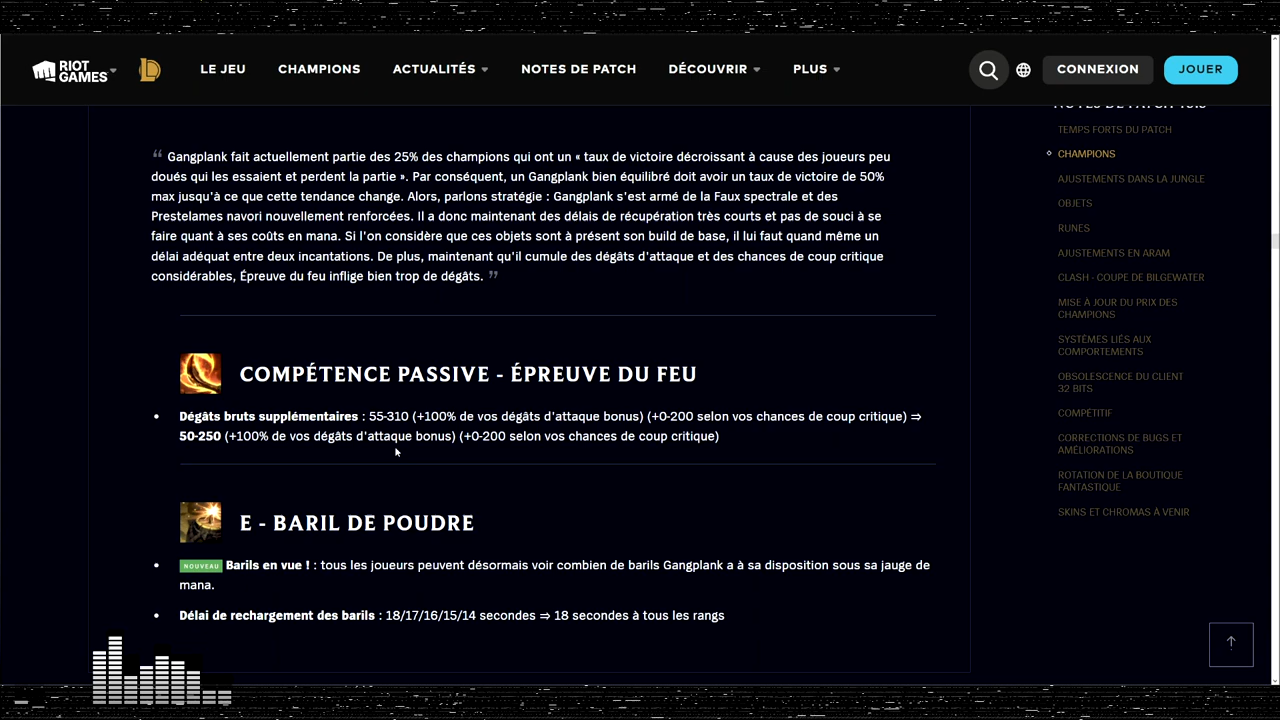 RIOT GAMES
LE JEU
CHAMPIONS
ACTUALITÉS
NOTES DE PATCH
DÉCOUVRIR
PLUS
CONNEXION
JOUER
“ Gangplank fait actuellement partie des 25% des champions qui ont un « taux de victoire décroissant à cause des joueurs peu
doués qui les essaient et perdent la partie ». Par conséquent, un Gangplank bien équilibré doit avoir un taux de victoire de 50%
max jusqu'à ce que cette tendance change. Alors, parlons stratégie : Gangplank s'est armé de la Faux spectrale et des
Prestelames navori nouvellement renforcées. Il a donc maintenant des délais de récupération très courts et pas de souci à se
faire quant à ses coûts en mana. Si l'on considère que ces objets sont à présent son build de base, il lui faut quand même un
délai adéquat entre deux incantations. De plus, maintenant qu'il cumule des dégâts d'attaque et des chances de coup critique
considérables, Épreuve du feu inflige bien trop de dégâts. ”
COMPÉTENCE PASSIVE - ÉPREUVE DU FEU
• Dégâts bruts supplémentaires : 55-310 (+100% de vos dégâts d'attaque bonus) (+0-200 selon vos chances de coup critique) ⇒
50-250 (+100% de vos dégâts d'attaque bonus) (+0-200 selon vos chances de coup critique)
E - BARIL DE POUDRE
• NOUVEAU Barils en vue ! : tous les joueurs peuvent désormais voir combien de barils Gangplank a à sa disposition sous sa jauge de
mana.
• Délai de rechargement des barils : 18/17/16/15/14 secondes ⇒ 18 secondes à tous les rangs
NOTES DE PATCH
TEMPS FORTS DU PATCH
CHAMPIONS
AJUSTEMENTS DANS LA JUNGLE
OBJETS
RUNES
AJUSTEMENTS EN ARAM
CLASH - COUPE DE BILGEWATER
MISE À JOUR DU PRIX DES
CHAMPIONS
SYSTÈMES LIÉS AUX
COMPORTEMENTS
OBSOLESCENCE DU CLIENT
32 BITS
COMPÉTITIF
CORRECTIONS DE BUGS ET
AMÉLIORATIONS
ROTATION DE LA BOUTIQUE
FANTASTIQUE
SKINS ET CHROMAS À VENIR